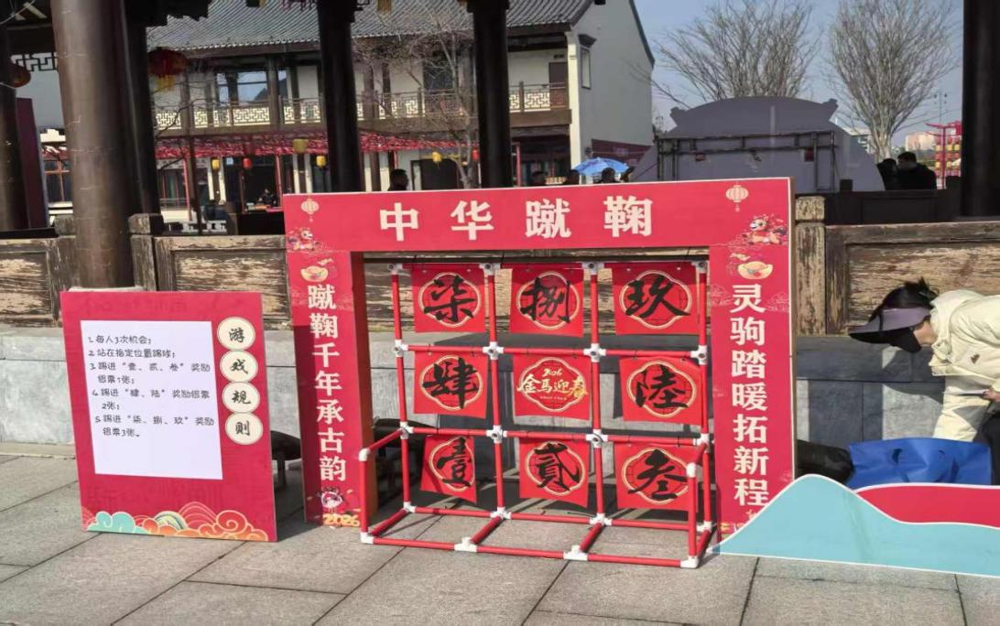 中华蹴鞠
蹴鞠千年承古韵
灵驹踏暖拓新程
柒
捌
玖
肆
2026
金马迎春
陆
壹
贰
叁
2026
游戏规则
1. 每人3次机会;
2. 站在指定位置踢球;
3. 踢进“壹、贰、叁”奖励
银票1张;
4. 踢进“肆、陆”奖励银票
2张;
5. 踢进“柒、捌、玖”奖励
银票3张。